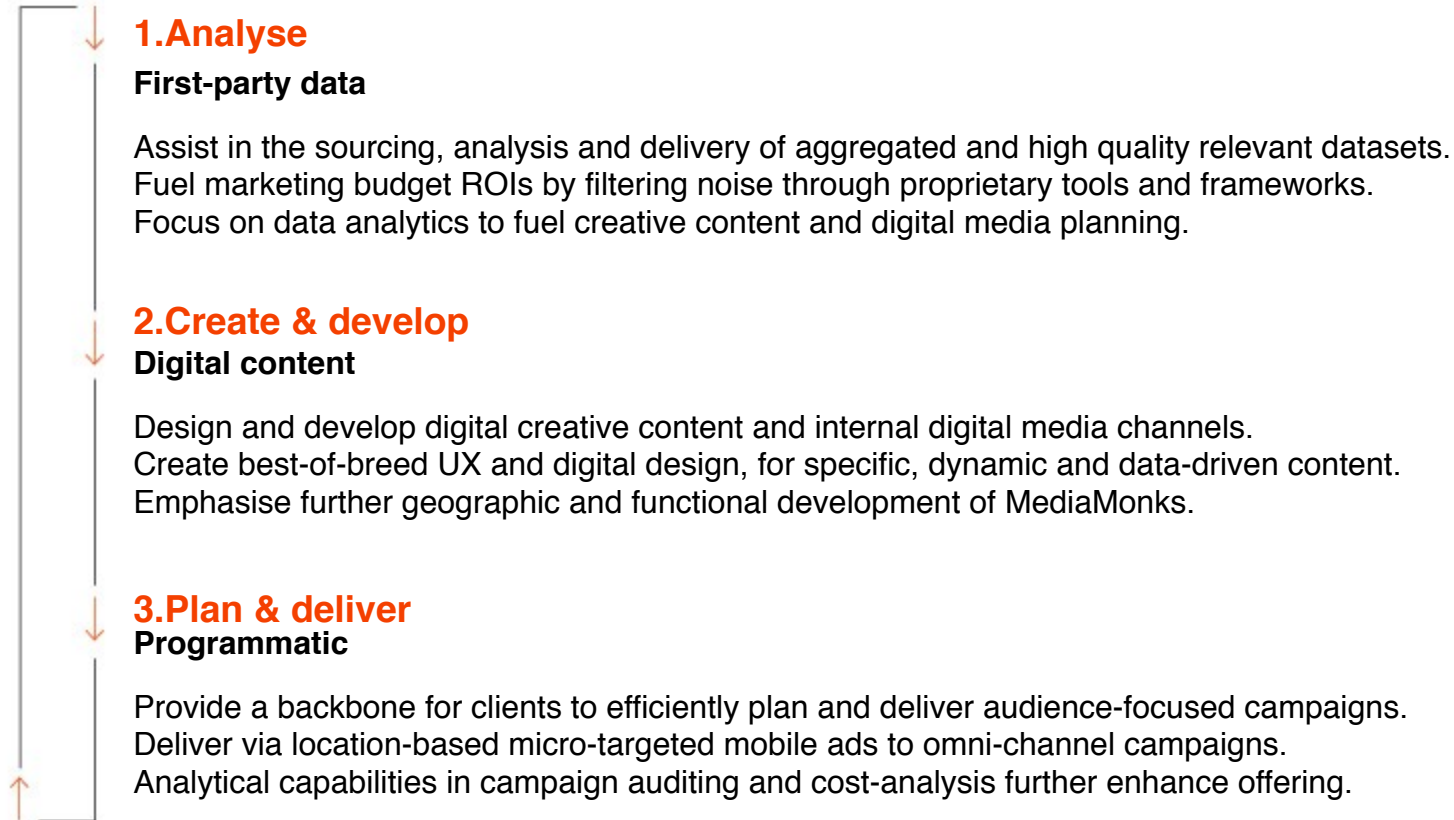 1.Analyse
First-party data
Assist in the sourcing, analysis and delivery of aggregated and high quality relevant datasets.
Fuel marketing budget ROIs by filtering noise through proprietary tools and frameworks.
Focus on data analytics to fuel creative content and digital media planning.
2.Create & develop
Digital content
Design and develop digital creative content and internal digital media channels.
Create best-of-breed UX and digital design, for specific, dynamic and data-driven content.
Emphasise further geographic and functional development of MediaMonks.
3.Plan & deliver
Programmatic
Provide a backbone for clients to efficiently plan and deliver audience-focused campaigns.
Deliver via location-based micro-targeted mobile ads to omni-channel campaigns.
Analytical capabilities in campaign auditing and cost-analysis further enhance offering.